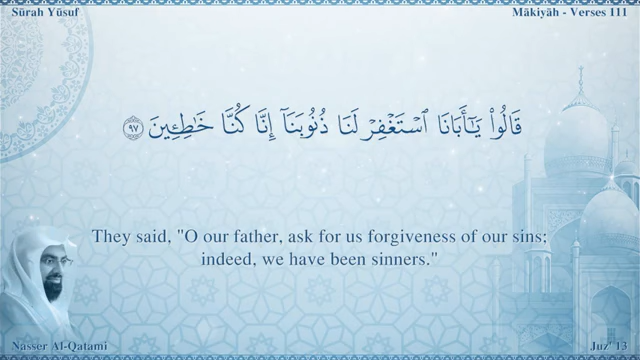 Sūrah Yūsuf
Mākiyāh - Verses 111
قَالُوا۟ يَـٰٓأَبَانَا ٱسْتَغْفِرْ لَنَا ذُنُوبَنَآ إِنَّا كُنَّا خَـٰطِـِٔينَ ٩٧
They said, "O our father, ask for us forgiveness of our sins;
indeed, we have been sinners."
Nasser Al-Qatami
Juz' 13